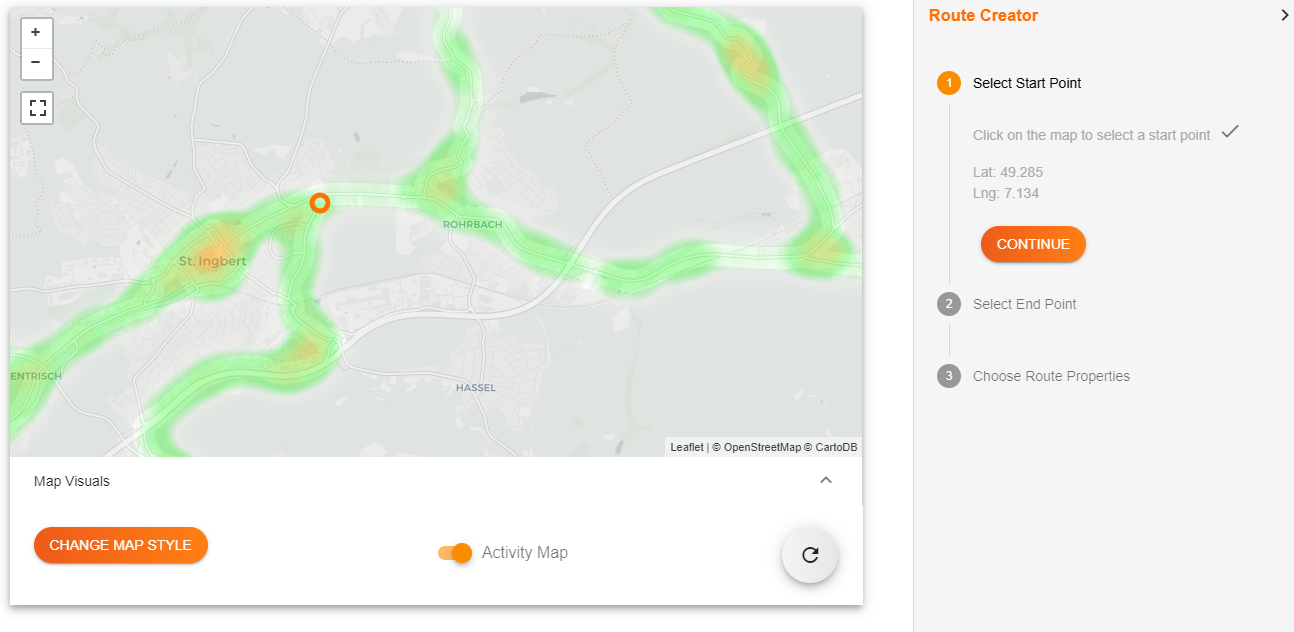 +
−
ROHRBACH
St. Ingbert
ENTRISCH
HASSEL
Leaflet | © OpenStreetMap © CartoDB
Map Visuals
CHANGE MAP STYLE
Activity Map
Route Creator
1 Select Start Point
Click on the map to select a start point
Lat: 49.285
Lng: 7.134
CONTINUE
2 Select End Point
3 Choose Route Properties